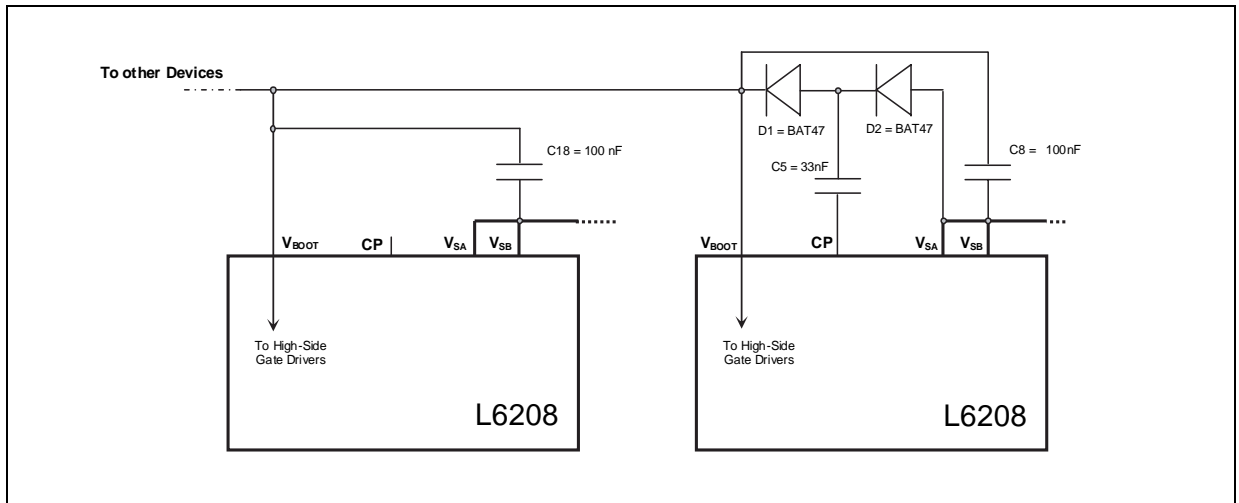 To other Devices
D1 = BAT47
D2 = BAT47
C18 = 100 nF
C8 = 100nF
C5 = 33nF
VBOOT
CP
VSA
VSB
VBOOT
CP
VSA
VSB
To High-Side
Gate Drivers
To High-Side
Gate Drivers
L6208
L6208